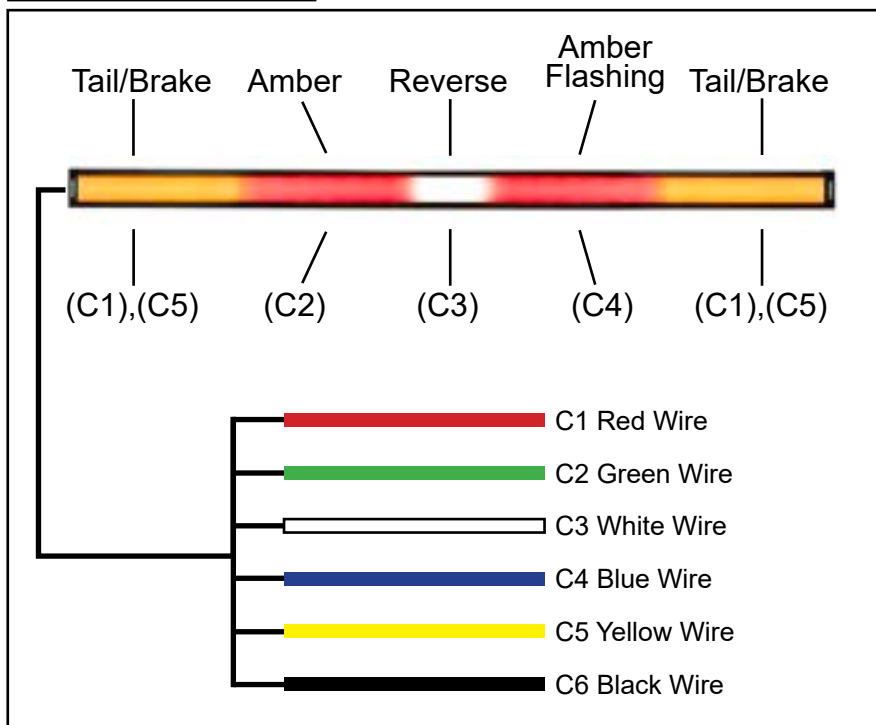 Tail/Brake Amber Reverse Amber Flashing Tail/Brake
(C1),(C5) (C2) (C3) (C4) (C1),(C5)
C1 Red Wire
C2 Green Wire
C3 White Wire
C4 Blue Wire
C5 Yellow Wire
C6 Black Wire